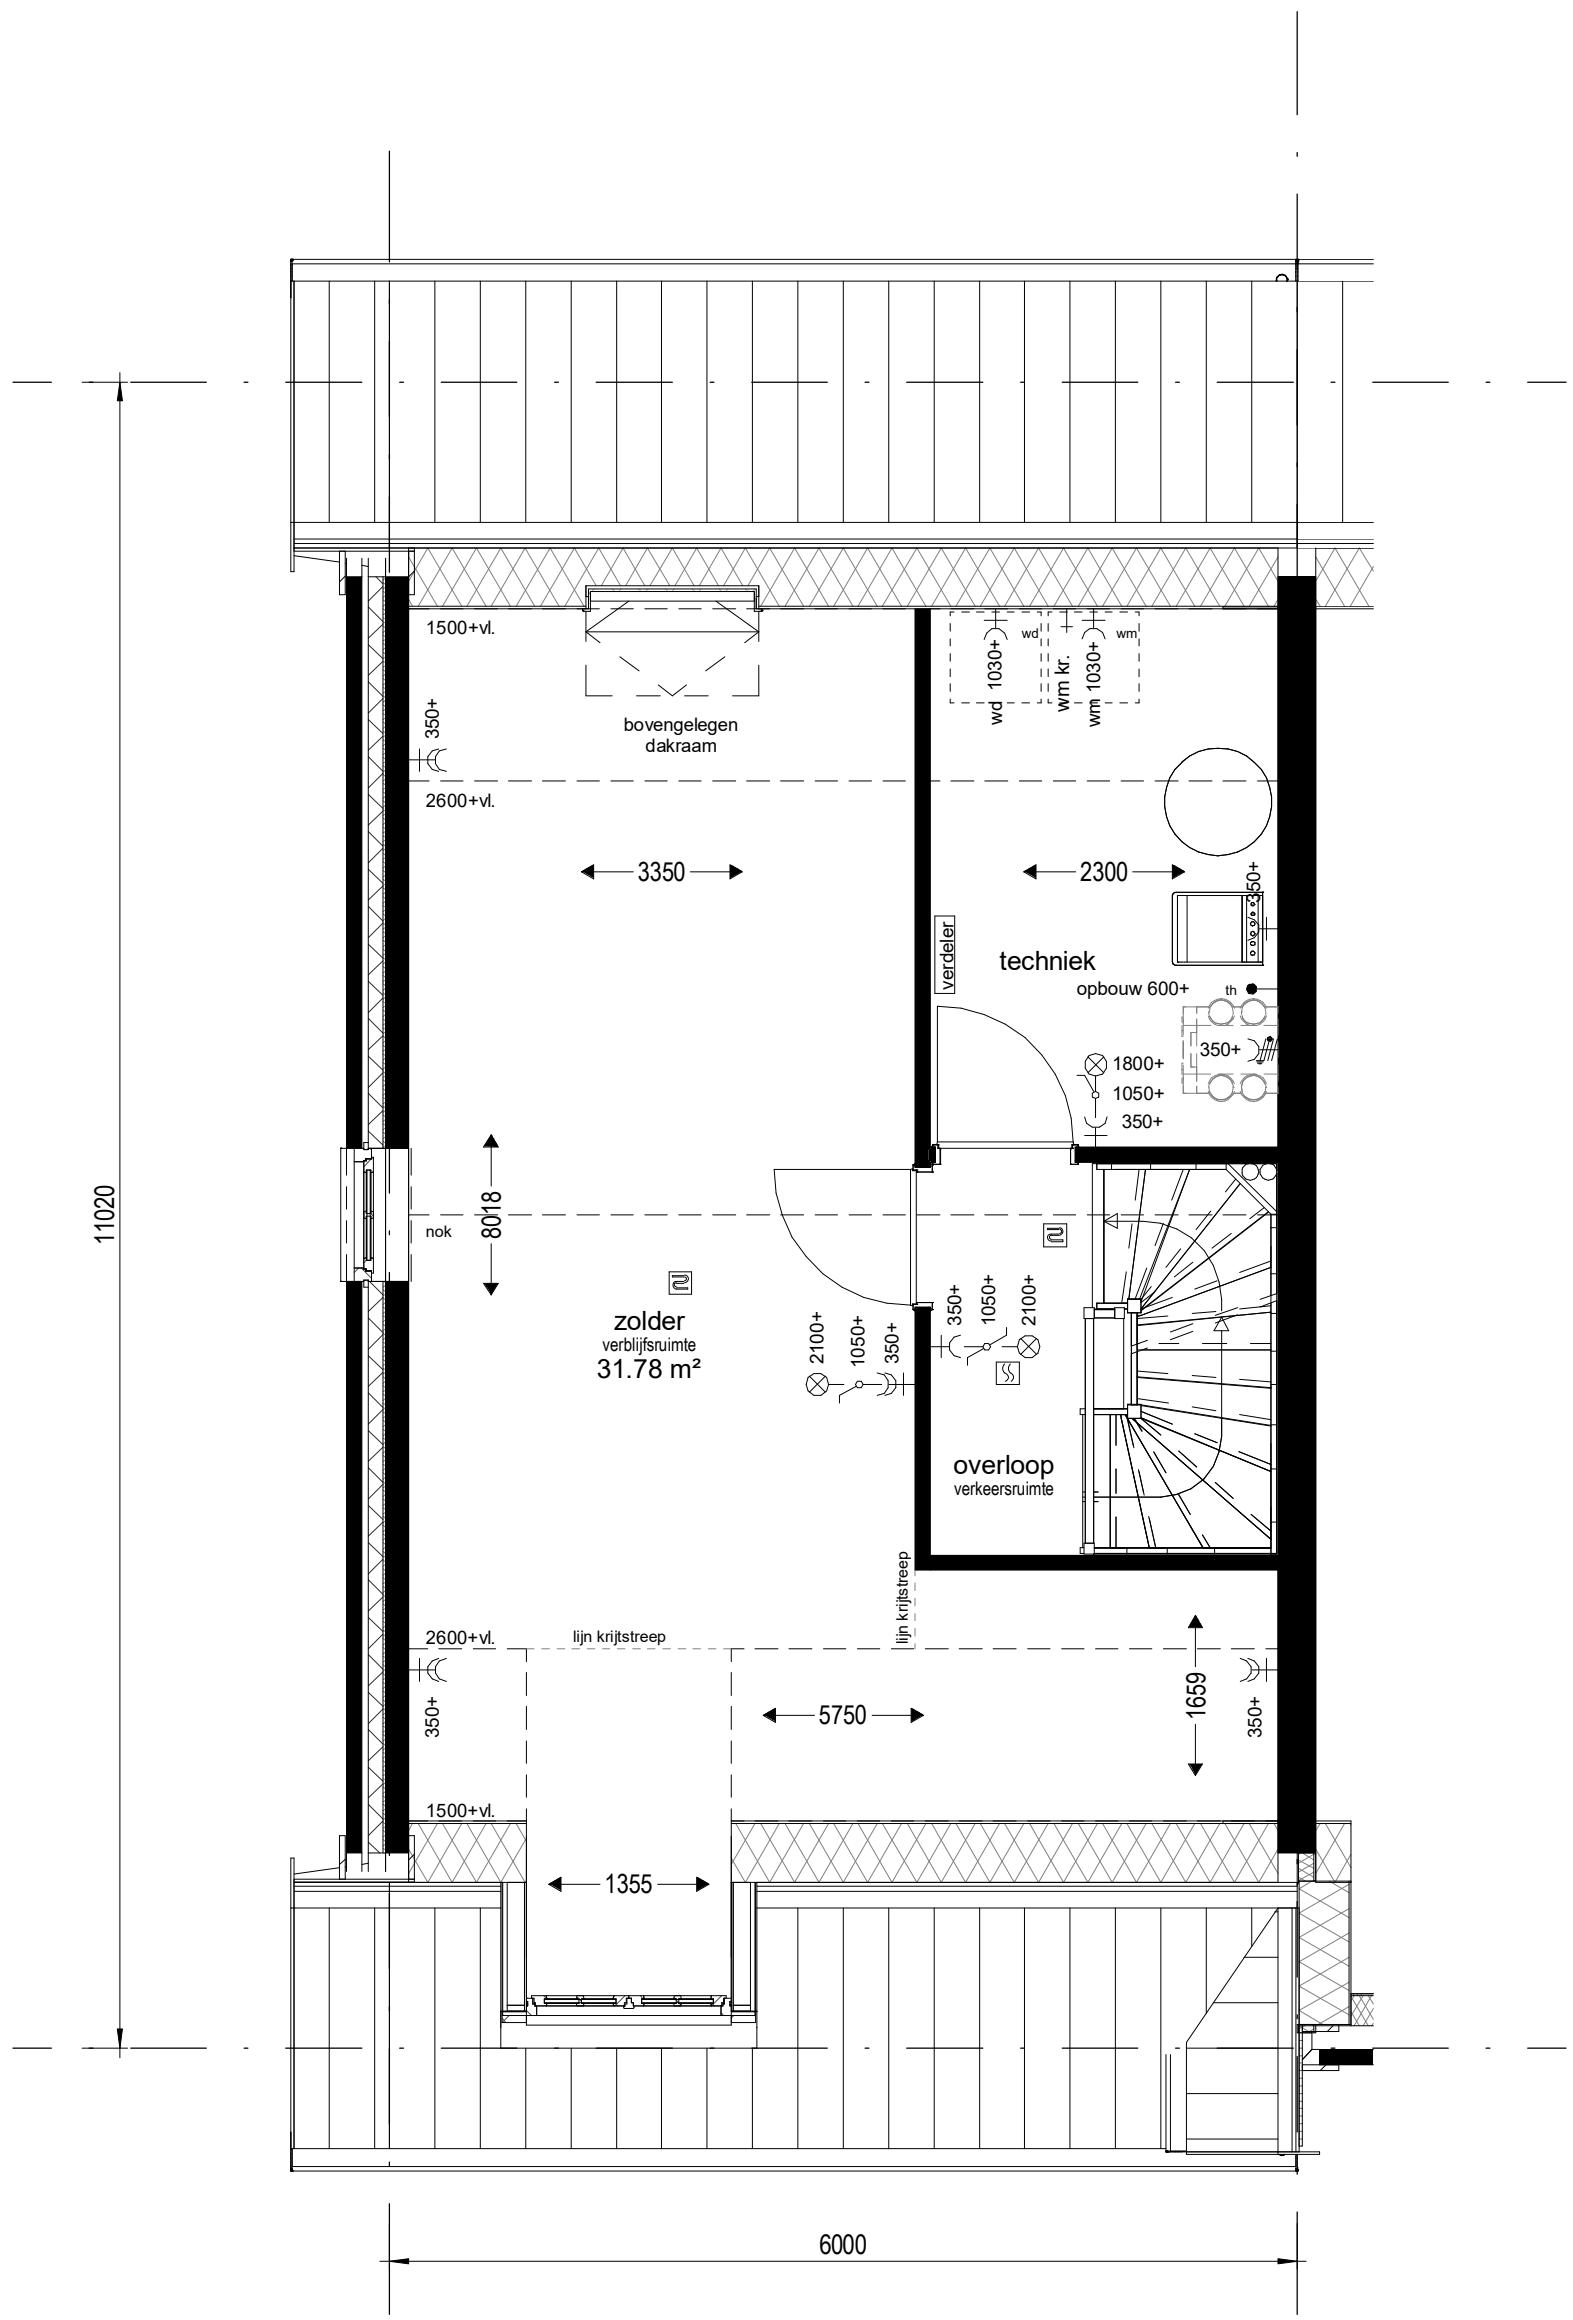 1500+vl.
wd
wm
wd 1030+
wm kr.
wm 1030+
350+
bovengelegen
dakraam
2600+vl.
3350
2300
350+
verdeler
techniek
opbouw 600+
th
350+
1800+
1050+
350+
11020
8018
nok
zolder
verblijfsruimte
31.78 m²
2100+
1050+
350+
350+
1050+
2100+
overloop
verkeersruimte
lijn krijtstreep
2600+vl.
lijn krijtstreep
350+
5750
1659
350+
1500+vl.
1355
6000